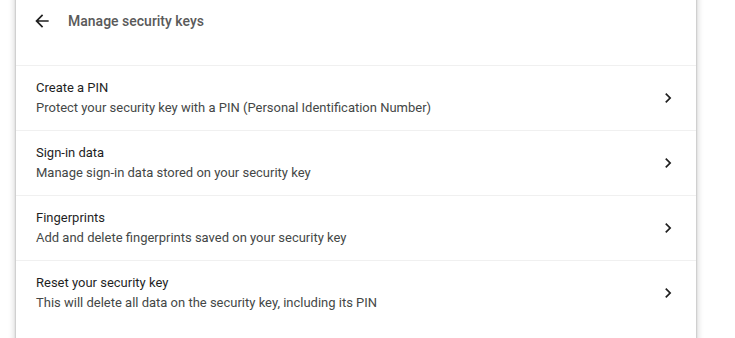 Manage security keys
Create a PIN
Protect your security key with a PIN (Personal Identification Number)
Sign-in data
Manage sign-in data stored on your security key
Fingerprints
Add and delete fingerprints saved on your security key
Reset your security key
This will delete all data on the security key, including its PIN